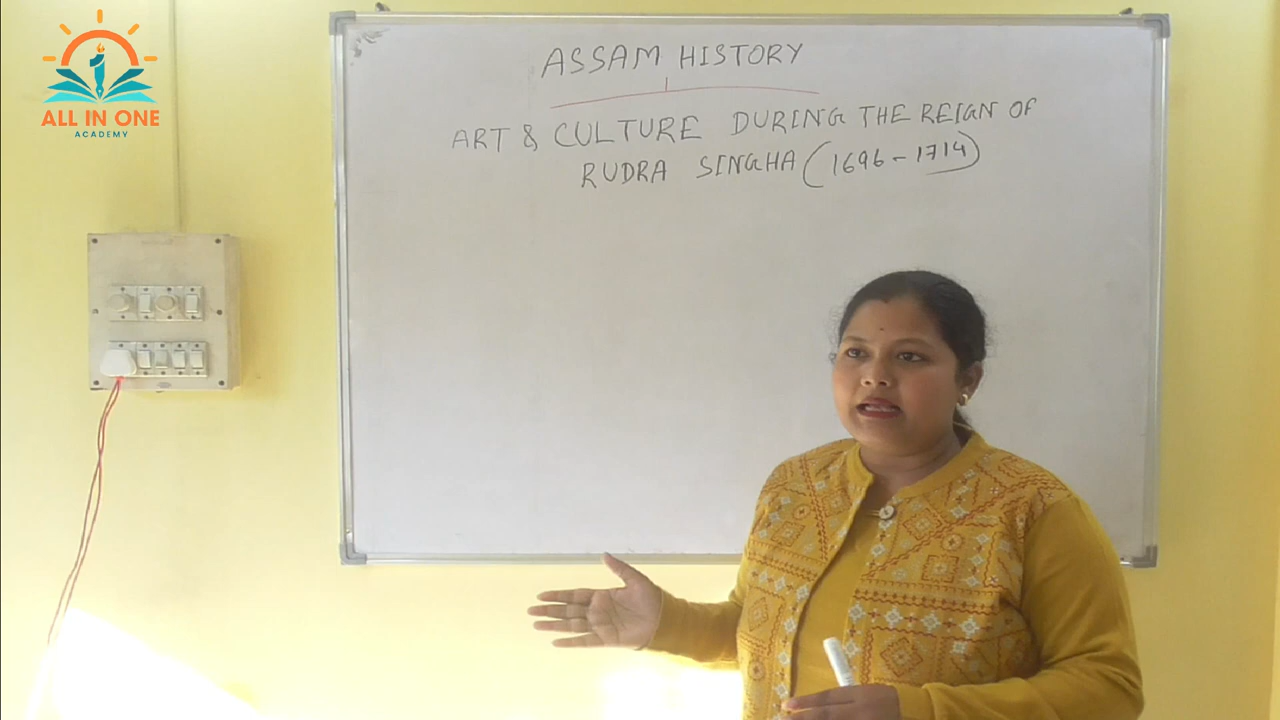 ALL IN ONE
ACADEMY
ASSAM HISTORY
ART & CULTURE DURING THE REIGN OF
RUDRA SINGHA (1696 - 1714)